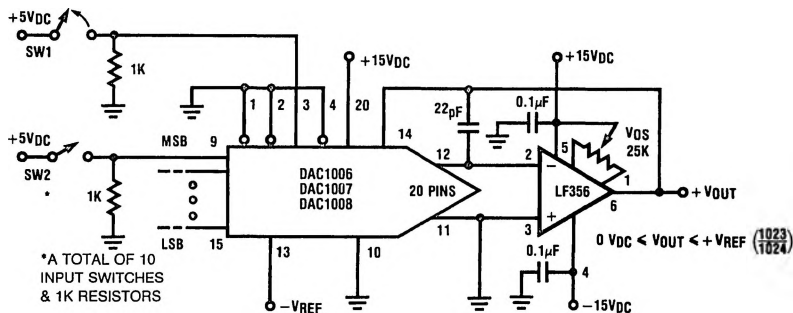 +5VDC
SW1
1K
+15VDC
+15VDC
1 2 3 4 20
0.1µF
22pF
VOS
25K
+5VDC
SW2
*
1K
MSB 9
14
12
2
5
1
DAC1006
DAC1007
DAC1008
20 PINS
−
LF356
+
6
+VOUT
LSB 15
11
3
0 VDC ⩽ VOUT ⩽ +VREF (1023/1024)
13
10
0.1µF
4
*A TOTAL OF 10
INPUT SWITCHES
& 1K RESISTORS
−VREF
−15VDC